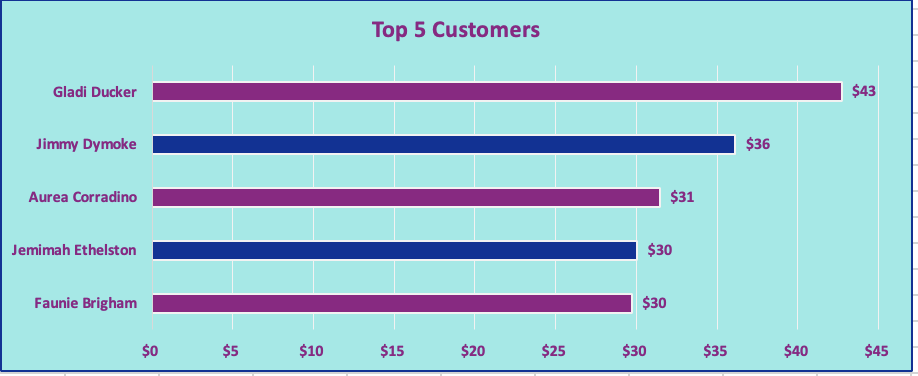 Top 5 Customers
Gladi Ducker $43
Jimmy Dymoke $36
Aurea Corradino $31
Jemimah Ethelston $30
Faunie Brigham $30
$0 $5 $10 $15 $20 $25 $30 $35 $40 $45